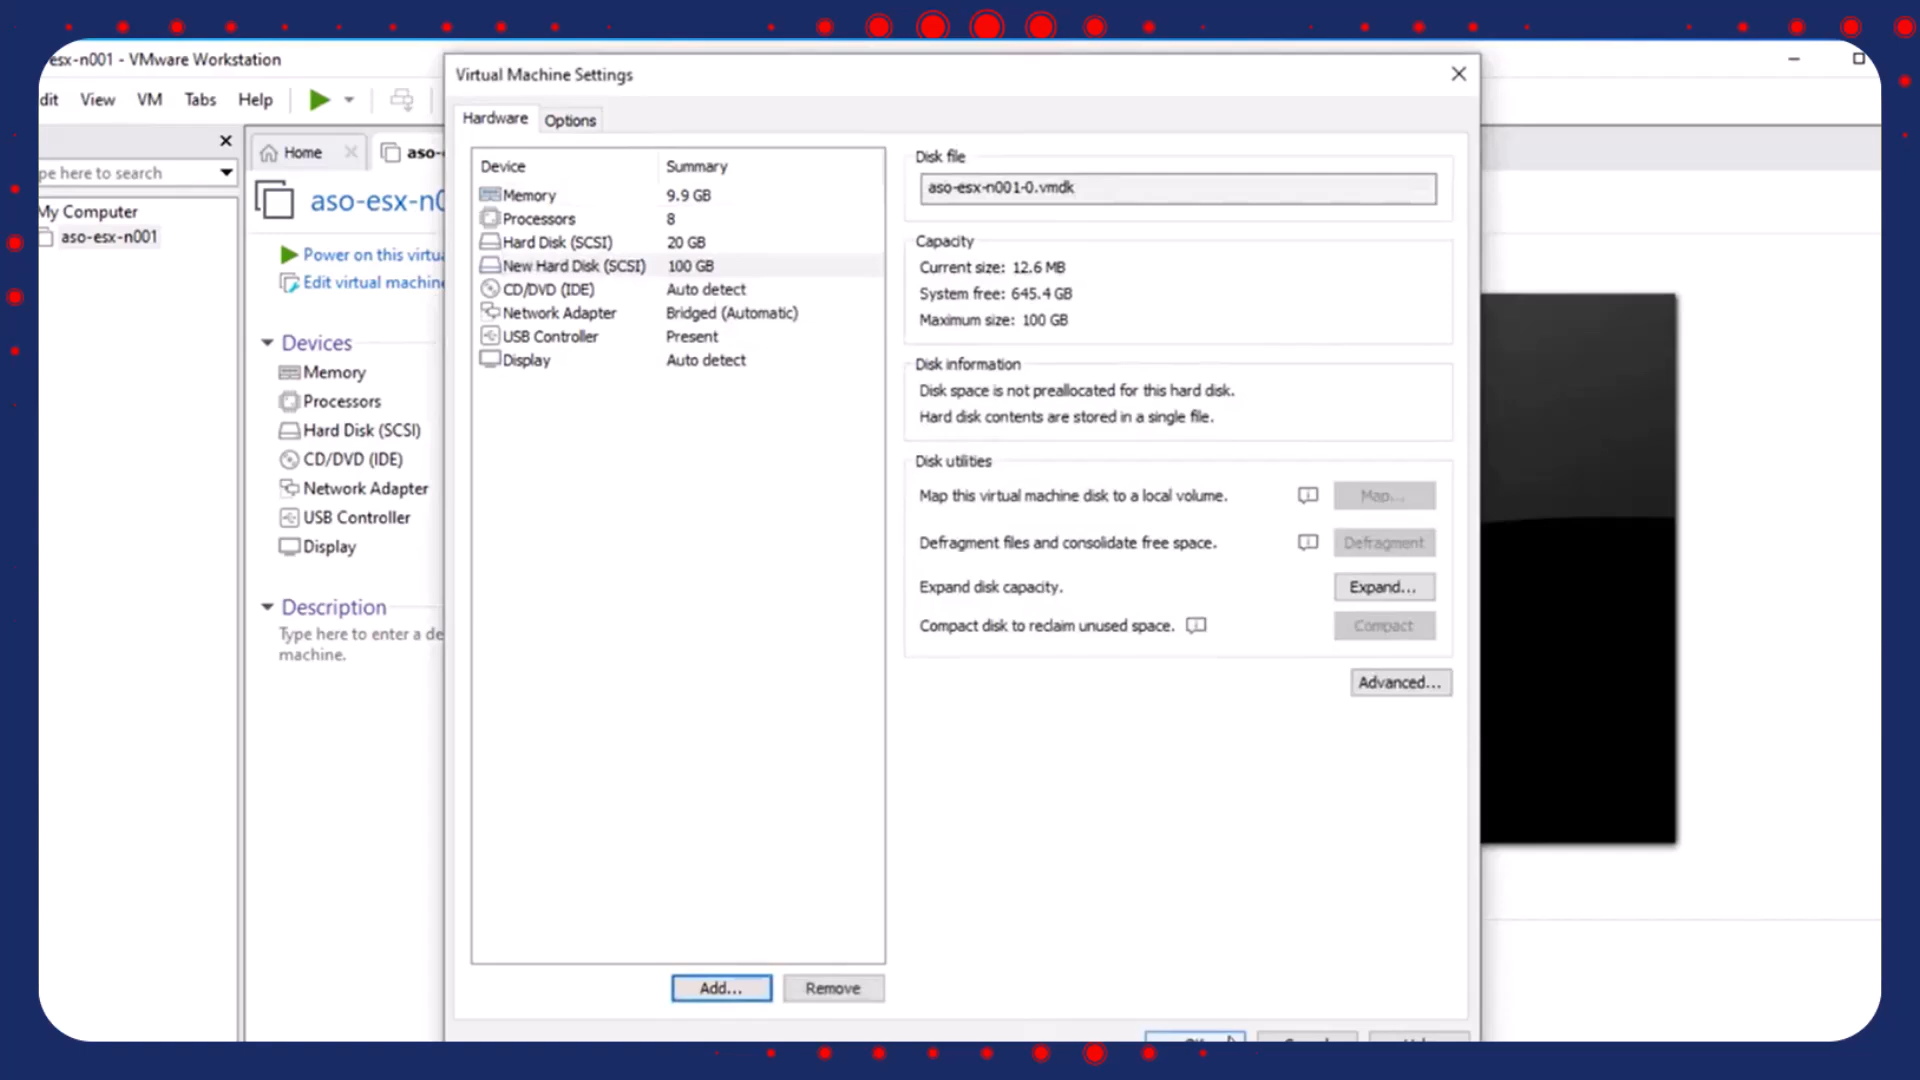 esx-n001 - VMware Workstation
dit View VM Tabs Help
pe here to search
My Computer
aso-esx-n001
Home
aso-
aso-esx-n0
Power on this virtu
Edit virtual machin
Devices
Memory
Processors
Hard Disk (SCSI)
CD/DVD (IDE)
Network Adapter
USB Controller
Display
Description
Type here to enter a de
machine.
Virtual Machine Settings
Hardware Options
Device Summary
Memory 9.9 GB
Processors 8
Hard Disk (SCSI) 20 GB
New Hard Disk (SCSI) 100 GB
CD/DVD (IDE) Auto detect
Network Adapter Bridged (Automatic)
USB Controller Present
Display Auto detect
Add... Remove
Disk file
aso-esx-n001-0.vmdk
Capacity
Current size: 12.6 MB
System free: 645.4 GB
Maximum size: 100 GB
Disk information
Disk space is not preallocated for this hard disk.
Hard disk contents are stored in a single file.
Disk utilities
Map this virtual machine disk to a local volume. Map...
Defragment files and consolidate free space. Defragment
Expand disk capacity. Expand...
Compact disk to reclaim unused space. Compact
Advanced...